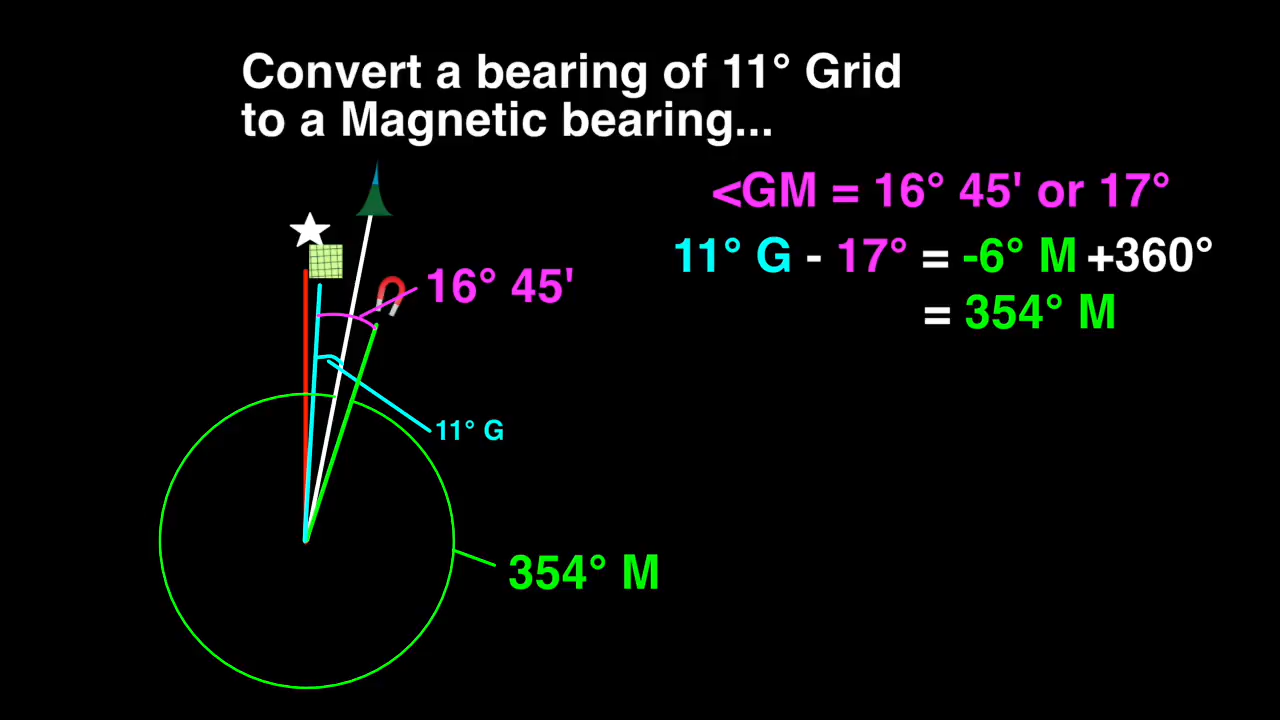 Convert a bearing of 11° Grid
to a Magnetic bearing...
<GM = 16° 45' or 17°
11° G - 17° = -6° M +360°
= 354° M
16° 45'
11° G
354° M